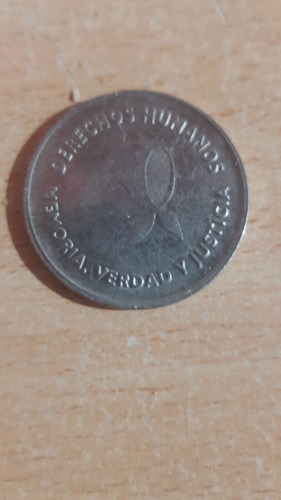 DERECHOS HUMANOS
MEMORIA, VERDAD Y JUSTICIA